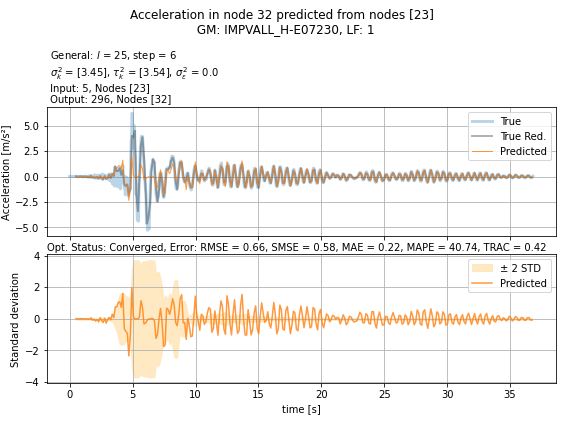 Acceleration in node 32 predicted from nodes [23]
GM: IMPVALL_H-E07230, LF: 1
General: l = 25, step = 6
σ²ₖ = [3.45], τ²ₖ = [3.54], σ²ε = 0.0
Input: 5, Nodes [23]
Output: 296, Nodes [32]
Acceleration [m/s²]
5.0
2.5
0.0
−2.5
−5.0
True
True Red.
Predicted
Opt. Status: Converged, Error: RMSE = 0.66, SMSE = 0.58, MAE = 0.22, MAPE = 40.74, TRAC = 0.42
Standard deviation
4
2
0
−2
−4
± 2 STD
Predicted
0 5 10 15 20 25 30 35
time [s]